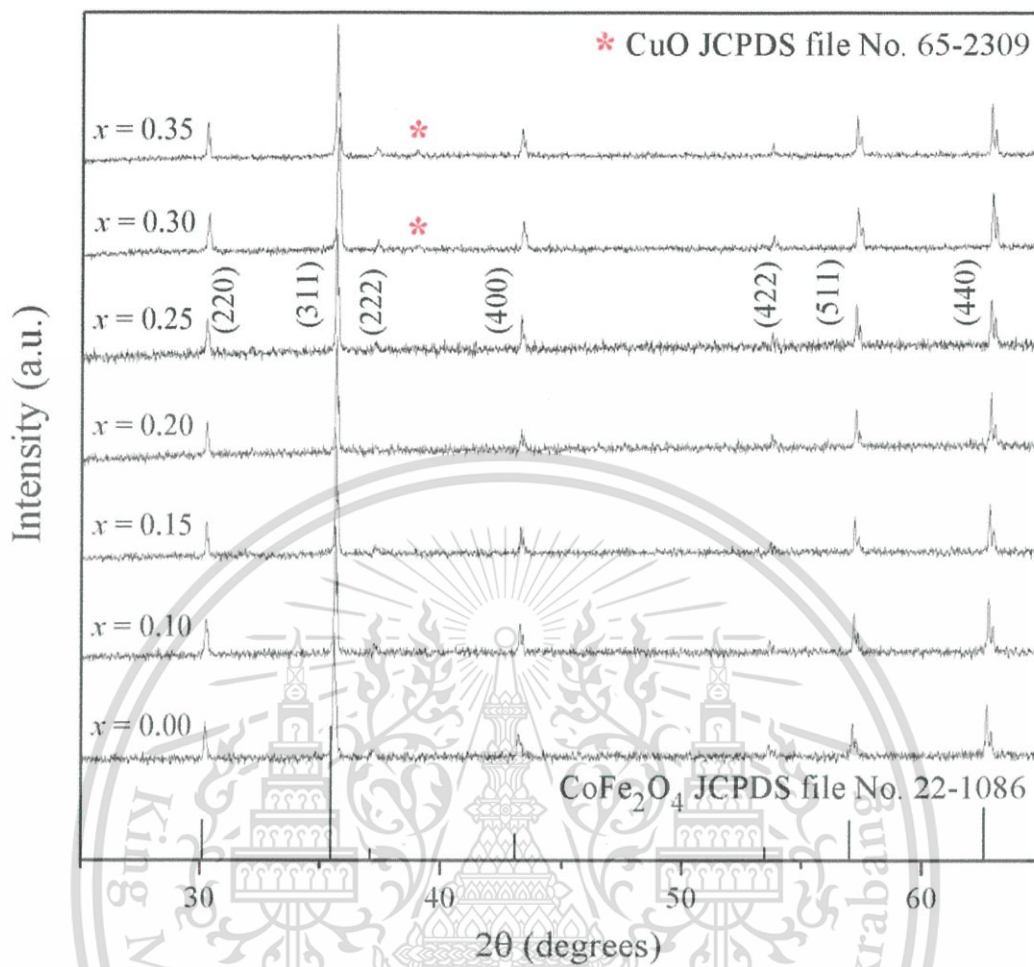 * CuO JCPDS file No. 65-2309
x = 0.35
*
x = 0.30
*
(220)
(311)
(222)
(400)
(422)
(511)
(440)
x = 0.25
x = 0.20
x = 0.15
x = 0.10
x = 0.00
CoFe₂O₄ JCPDS file No. 22-1086
30 40 50 60
2θ (degrees)
Intensity (a.u.)
King M
krabang